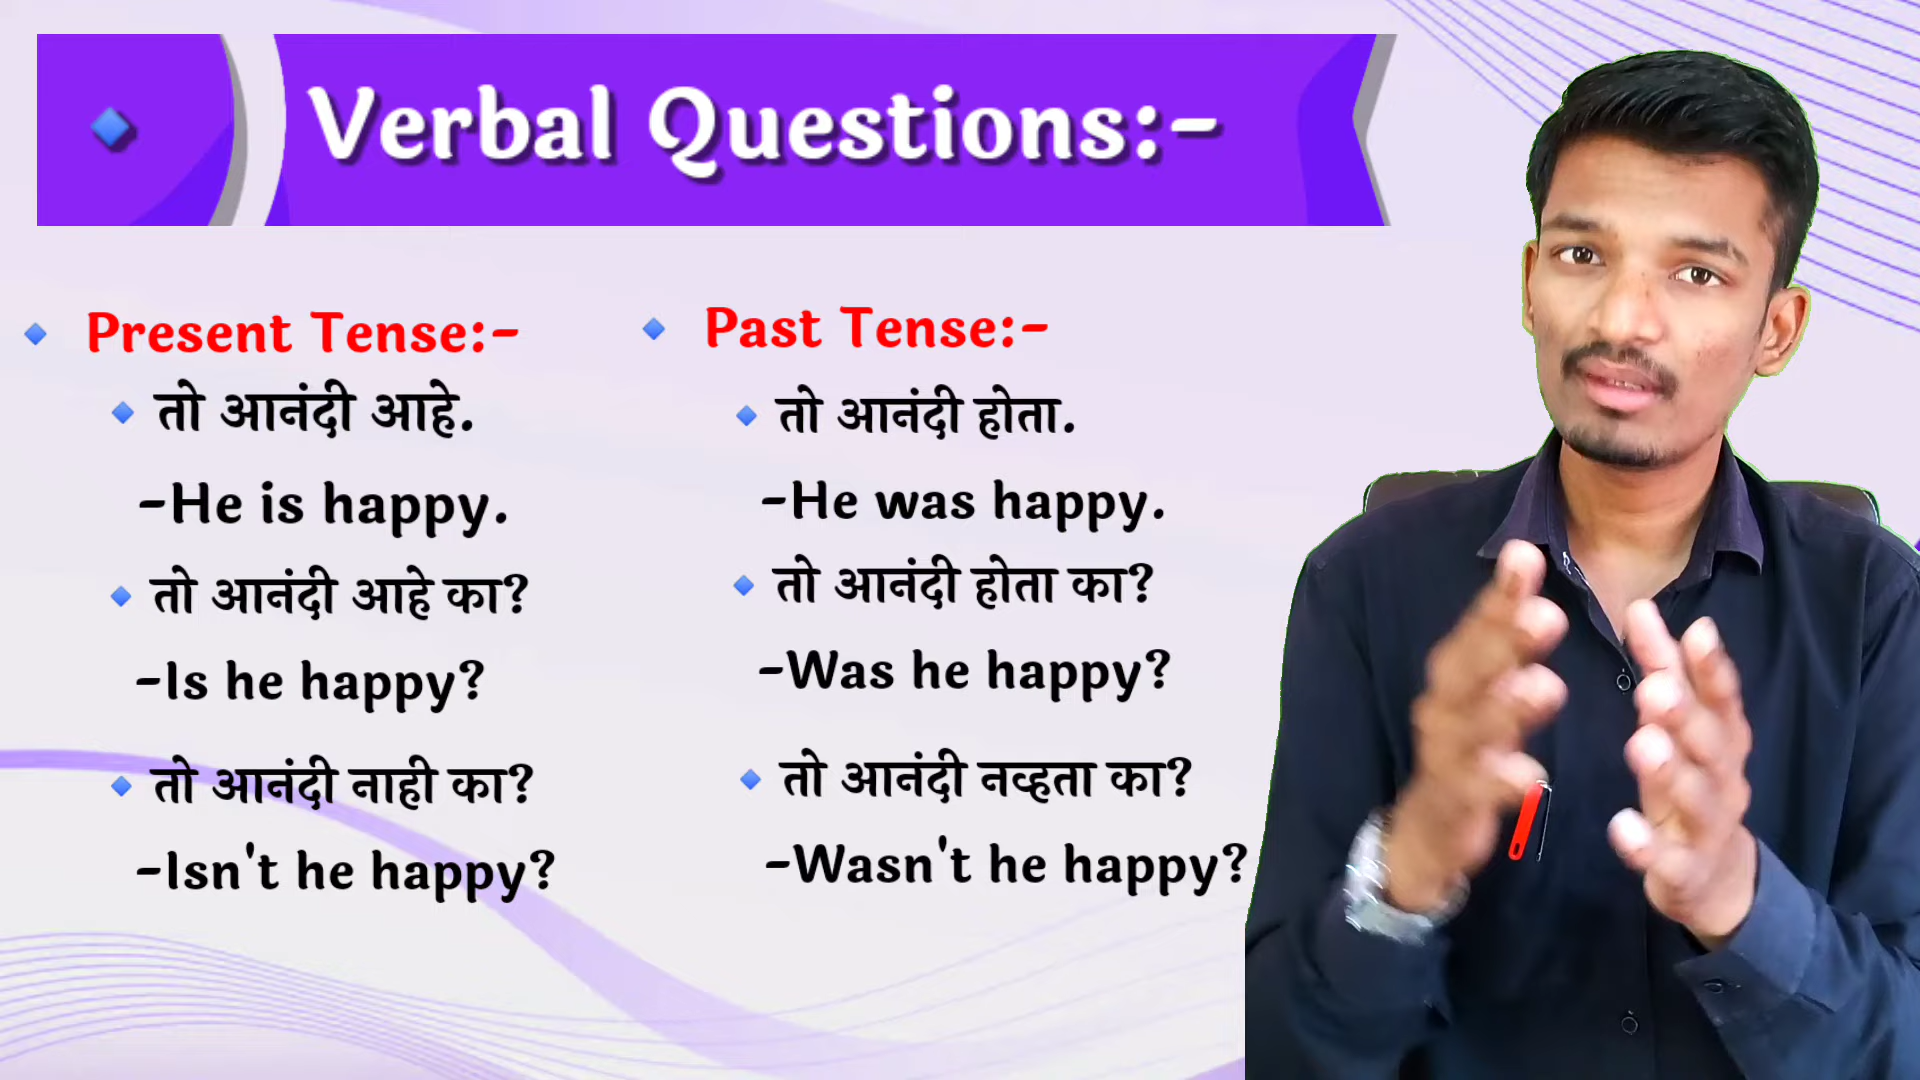 Verbal Questions:-
Present Tense:-
तो आनंदी आहे.
-He is happy.
तो आनंदी आहे का?
-Is he happy?
तो आनंदी नाही का?
-Isn't he happy?
Past Tense:-
तो आनंदी होता.
-He was happy.
तो आनंदी होता का?
-Was he happy?
तो आनंदी नव्हता का?
-Wasn't he happy?